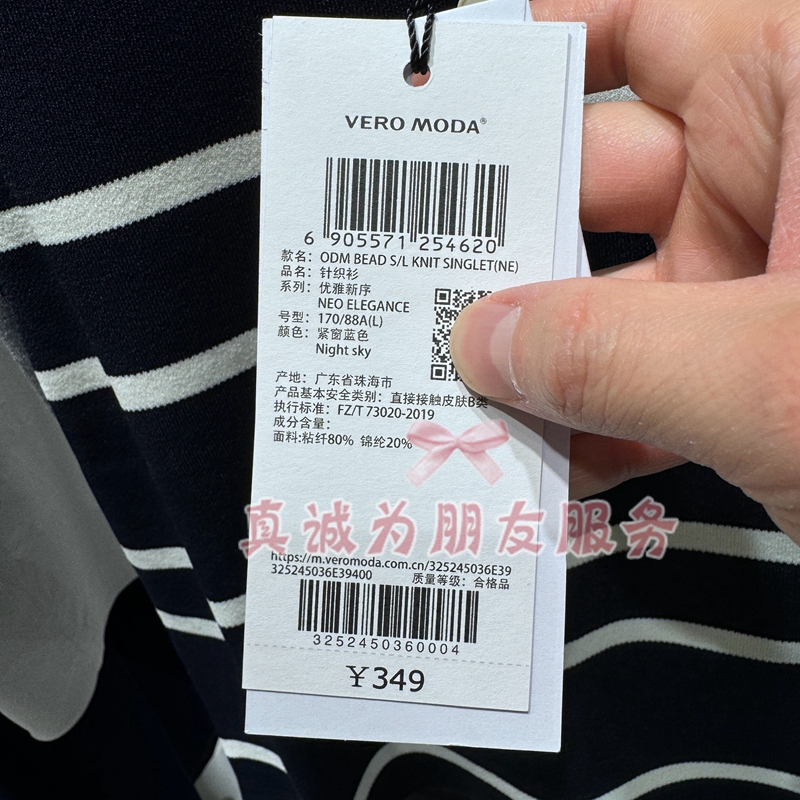 VERO MODA®
6 905571 254620
款名：ODM BEAD S/L KNIT SINGLET(NE)
品名：针织衫
系列：优雅新序
NEO ELEGANCE
号型：170/88A(L)
颜色：紧窗蓝色
Night sky
产地：广东省珠海市
产品基本安全类别：直接接触皮肤B类
执行标准：FZ/T 73020-2019
成分含量：
面料:粘纤80% 锦纶20%
真诚为朋友服务
https://m.veromoda.com.cn/325245036E39
325245036E39400 质量等级：合格品
3252450360004
￥349